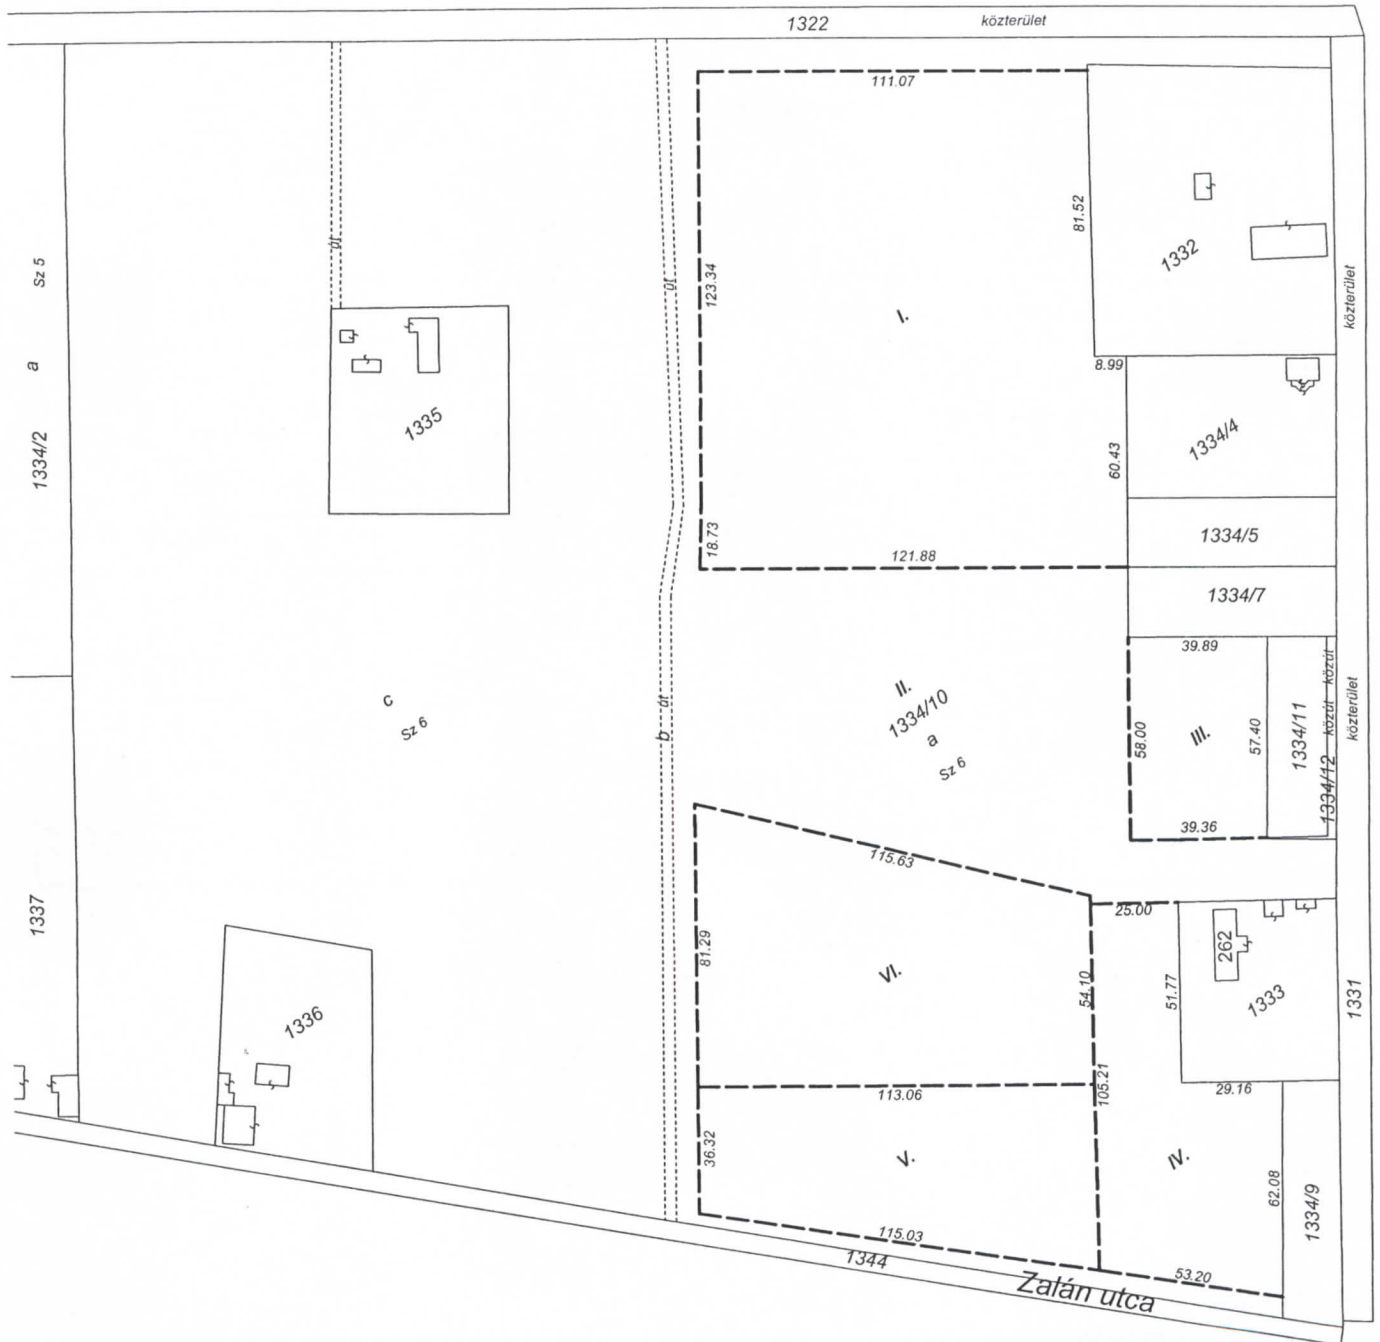 1322
közterület
111.07
81.52
1332
közterület
Sz 5
a
1334/2
út
1335
út
123.34
I.
8.99
60.43
1334/4
18.73
121.88
1334/5
1334/7
39.89
c
Sz 6
b út
II.
1334/10
a
Sz 6
58.00
III.
57.40
1334/11
1334/12 közút közút
közterület
39.36
115.63
25.00
1337
81.29
VI.
54.10
51.77
262
1333
1331
1336
113.06
105.21
29.16
36.32
V.
IV.
62.08
1334/9
115.03
1344
53.20
Zalán utca